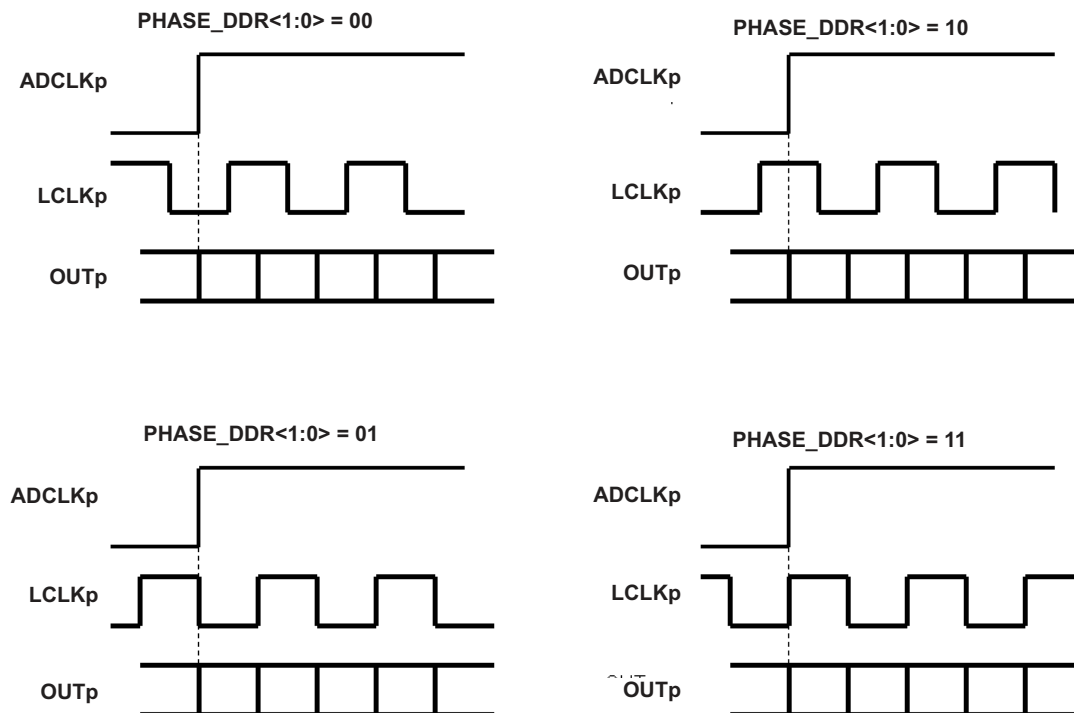 PHASE_DDR<1:0> = 00
ADCLKp
LCLKp
OUTp
PHASE_DDR<1:0> = 10
ADCLKp
LCLKp
OUTp
PHASE_DDR<1:0> = 01
ADCLKp
LCLKp
OUTp
PHASE_DDR<1:0> = 11
ADCLKp
LCLKp
OUTp